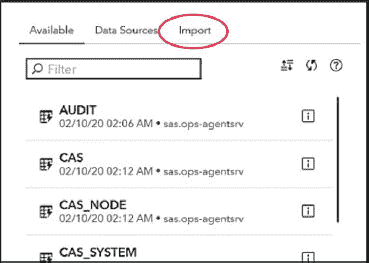 Available Data Sources Import
Filter
AUDIT
02/10/20 02:06 AM • sas.ops-agentsrv
CAS
02/10/20 02:12 AM • sas.ops-agentsrv
CAS_NODE
02/10/20 02:12 AM • sas.ops-agentsrv
CAS_SYSTEM